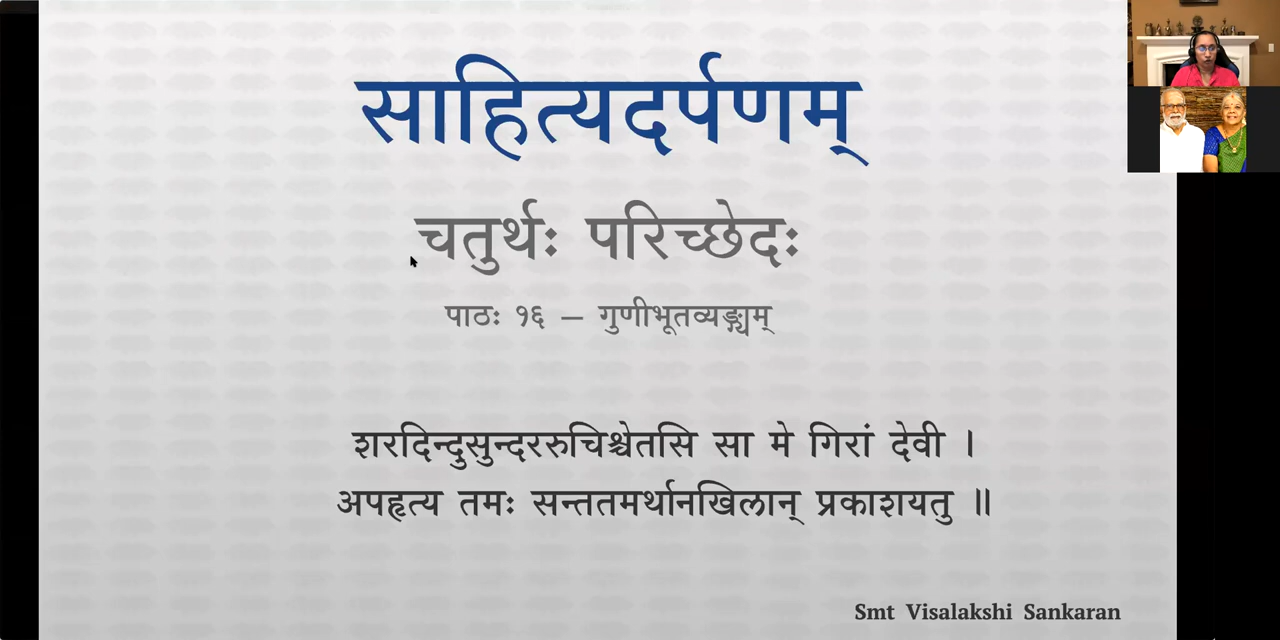 साहित्यदर्पणम्
चतुर्थः परिच्छेदः
पाठः १६ – गुणीभूतव्यङ्ग्यम्
शरदिन्दुसुन्दररुचिश्चेतसि सा मे गिरां देवी ।
अपहृत्य तमः सन्ततमर्थानखिलान् प्रकाशयतु ॥
Smt Visalakshi Sankaran